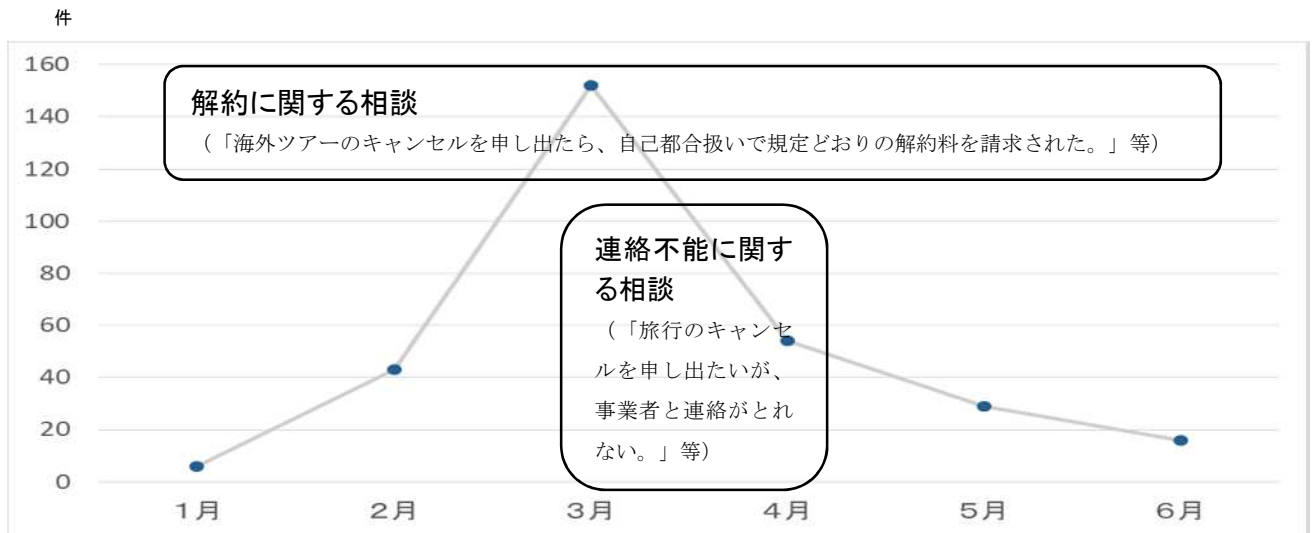 件
160
140
120
100
80
60
40
20
0
解約に関する相談
（「海外ツアーのキャンセルを申し出たら、自己都合扱いで規定どおりの解約料を請求された。」等）
連絡不能に関す
る相談
（「旅行のキャンセ
ルを申し出たいが、
事業者と連絡がとれ
ない。」等）
1月
2月
3月
4月
5月
6月